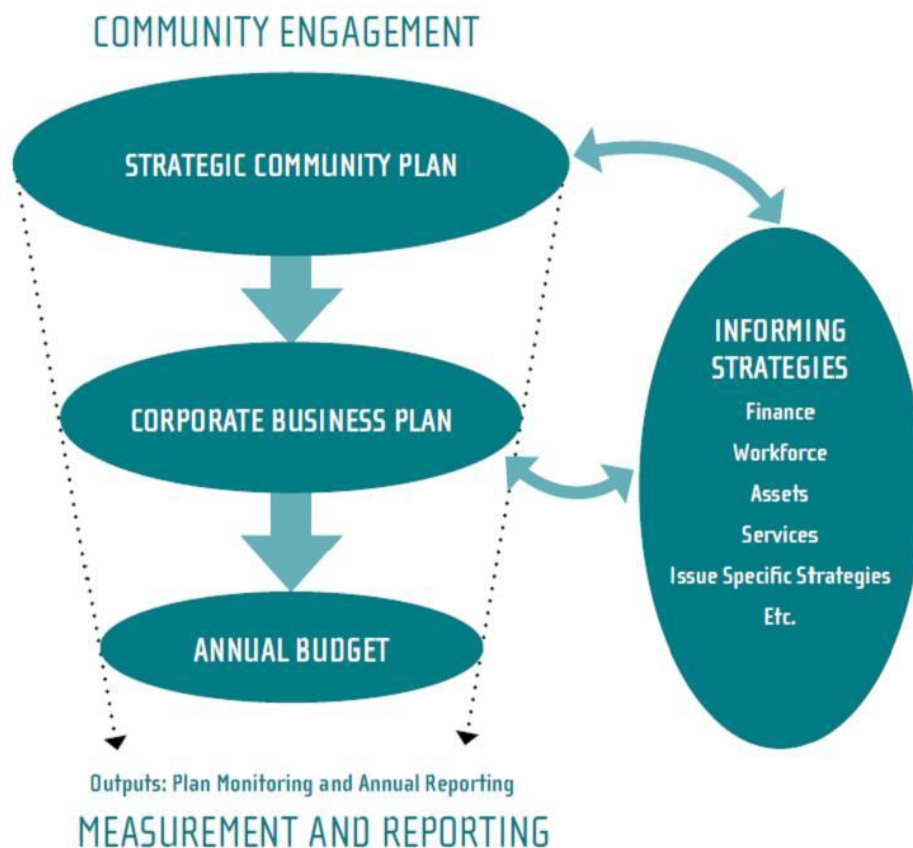 COMMUNITY ENGAGEMENT
STRATEGIC COMMUNITY PLAN
CORPORATE BUSINESS PLAN
ANNUAL BUDGET
INFORMING
STRATEGIES
Finance
Workforce
Assets
Services
Issue Specific Strategies
Etc.
Outputs: Plan Monitoring and Annual Reporting
MEASUREMENT AND REPORTING